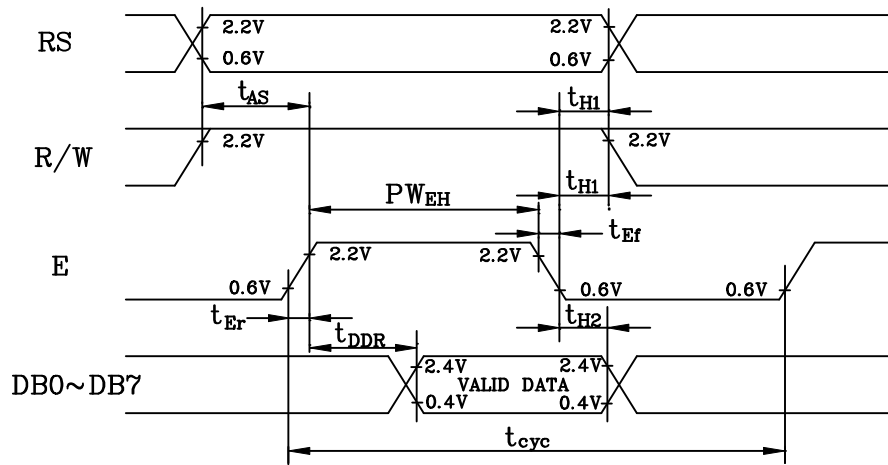 RS
2.2V
2.2V
0.6V
0.6V
tAS
tH1
R/W
2.2V
2.2V
tH1
PWEH
tEf
E
2.2V
2.2V
0.6V
0.6V
0.6V
tEr
tH2
tDDR
DB0~DB7
2.4V
VALID DATA
2.4V
0.4V
0.4V
tcyc